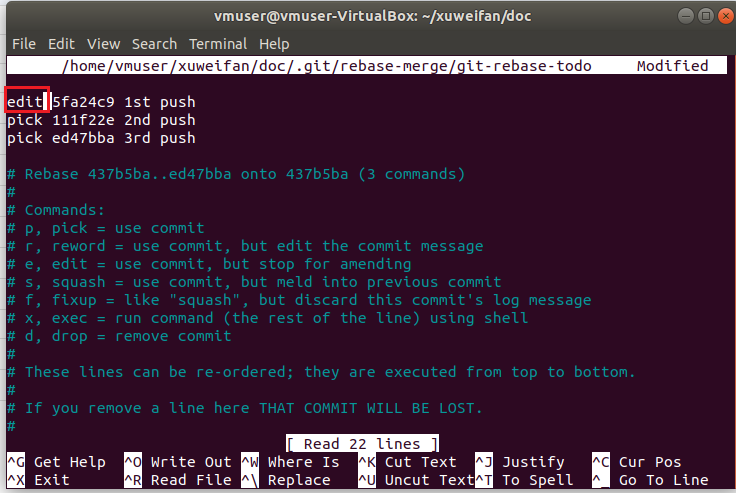 vmuser@vmuser-VirtualBox: ~/xuweifan/doc
File Edit View Search Terminal Help
/home/vmuser/xuweifan/doc/.git/rebase-merge/git-rebase-todo Modified
edit 5fa24c9 1st push
pick 111f22e 2nd push
pick ed47bba 3rd push
# Rebase 437b5ba..ed47bba onto 437b5ba (3 commands)
#
# Commands:
# p, pick = use commit
# r, reword = use commit, but edit the commit message
# e, edit = use commit, but stop for amending
# s, squash = use commit, but meld into previous commit
# f, fixup = like "squash", but discard this commit's log message
# x, exec = run command (the rest of the line) using shell
# d, drop = remove commit
#
# These lines can be re-ordered; they are executed from top to bottom.
#
# If you remove a line here THAT COMMIT WILL BE LOST.
#
[ Read 22 lines ]
^G Get Help ^O Write Out ^W Where Is ^K Cut Text ^J Justify ^C Cur Pos
^X Exit ^R Read File ^\ Replace ^U Uncut Text ^T To Spell ^_ Go To Line